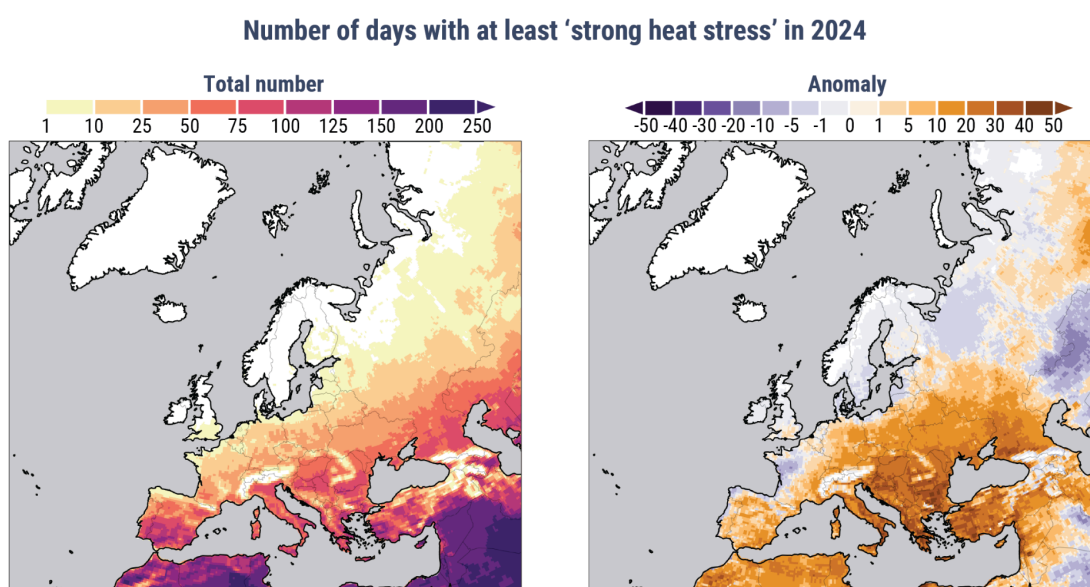 Number of days with at least ‘strong heat stress’ in 2024
Total number
1 10 25 50 75 100 125 150 200 250
Anomaly
-50 -40 -30 -20 -10 -5 -1 0 1 5 10 20 30 40 50